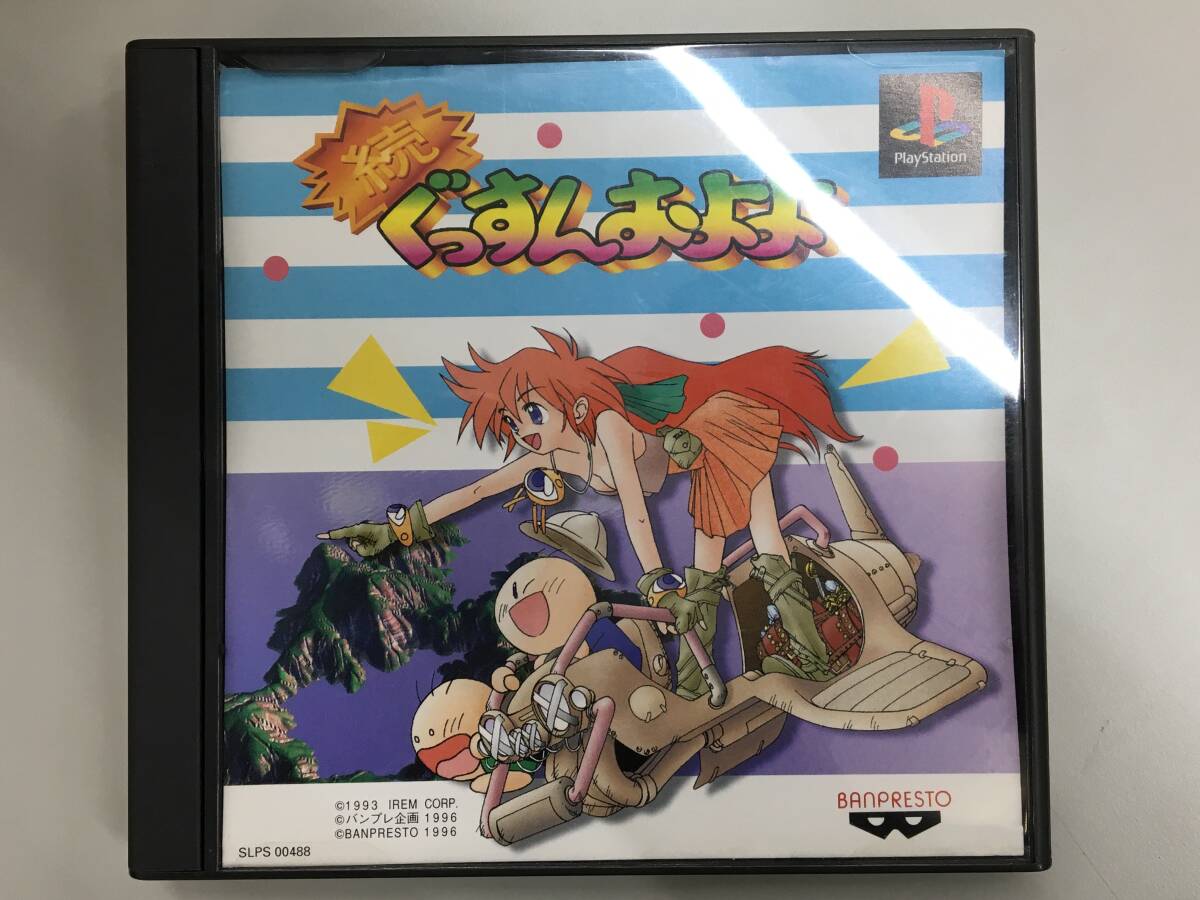 続
ぐっすんおよよ
PlayStation
©1993 IREM CORP.
©バンプレ企画 1996
©BANPRESTO 1996
SLPS 00488
BANPRESTO